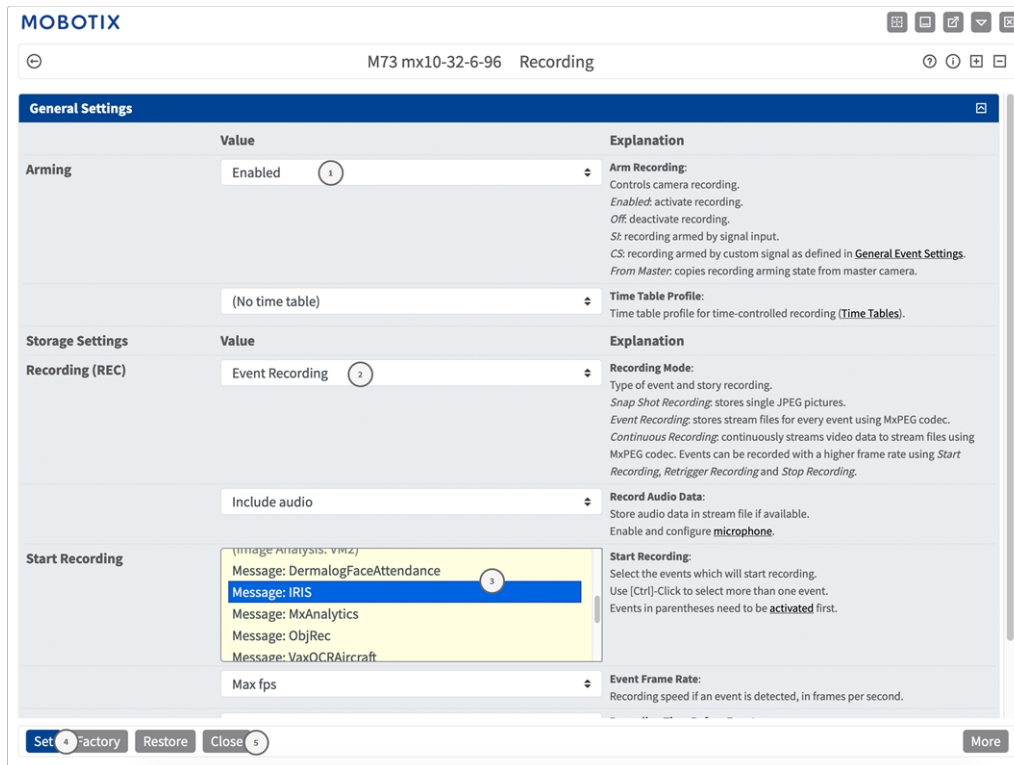 MOBOTIX
M73 mx10-32-6-96 Recording
General Settings
Value Explanation
Arming
Enabled 1
Arm Recording:
Controls camera recording.
Enabled: activate recording.
Off: deactivate recording.
SI: recording armed by signal input.
CS: recording armed by custom signal as defined in General Event Settings.
From Master: copies recording arming state from master camera.
(No time table)
Time Table Profile:
Time table profile for time-controlled recording (Time Tables).
Storage Settings Value Explanation
Recording (REC)
Event Recording 2
Recording Mode:
Type of event and story recording.
Snap Shot Recording: stores single JPEG pictures.
Event Recording: stores stream files for every event using MxPEG codec.
Continuous Recording: continuously streams video data to stream files using
MxPEG codec. Events can be recorded with a higher frame rate using Start
Recording, Retrigger Recording and Stop Recording.
Include audio
Record Audio Data:
Store audio data in stream file if available.
Enable and configure microphone.
Start Recording
(Image Analysis: VM2)
Message: DermalogFaceAttendance
Message: IRIS 3
Message: MxAnalytics
Message: ObjRec
Message: VaxOCRAircraft
Start Recording:
Select the events which will start recording.
Use [Ctrl]-Click to select more than one event.
Events in parentheses need to be activated first.
Max fps
Event Frame Rate:
Recording speed if an event is detected, in frames per second.
Set 4 Factory Restore Close 5 More